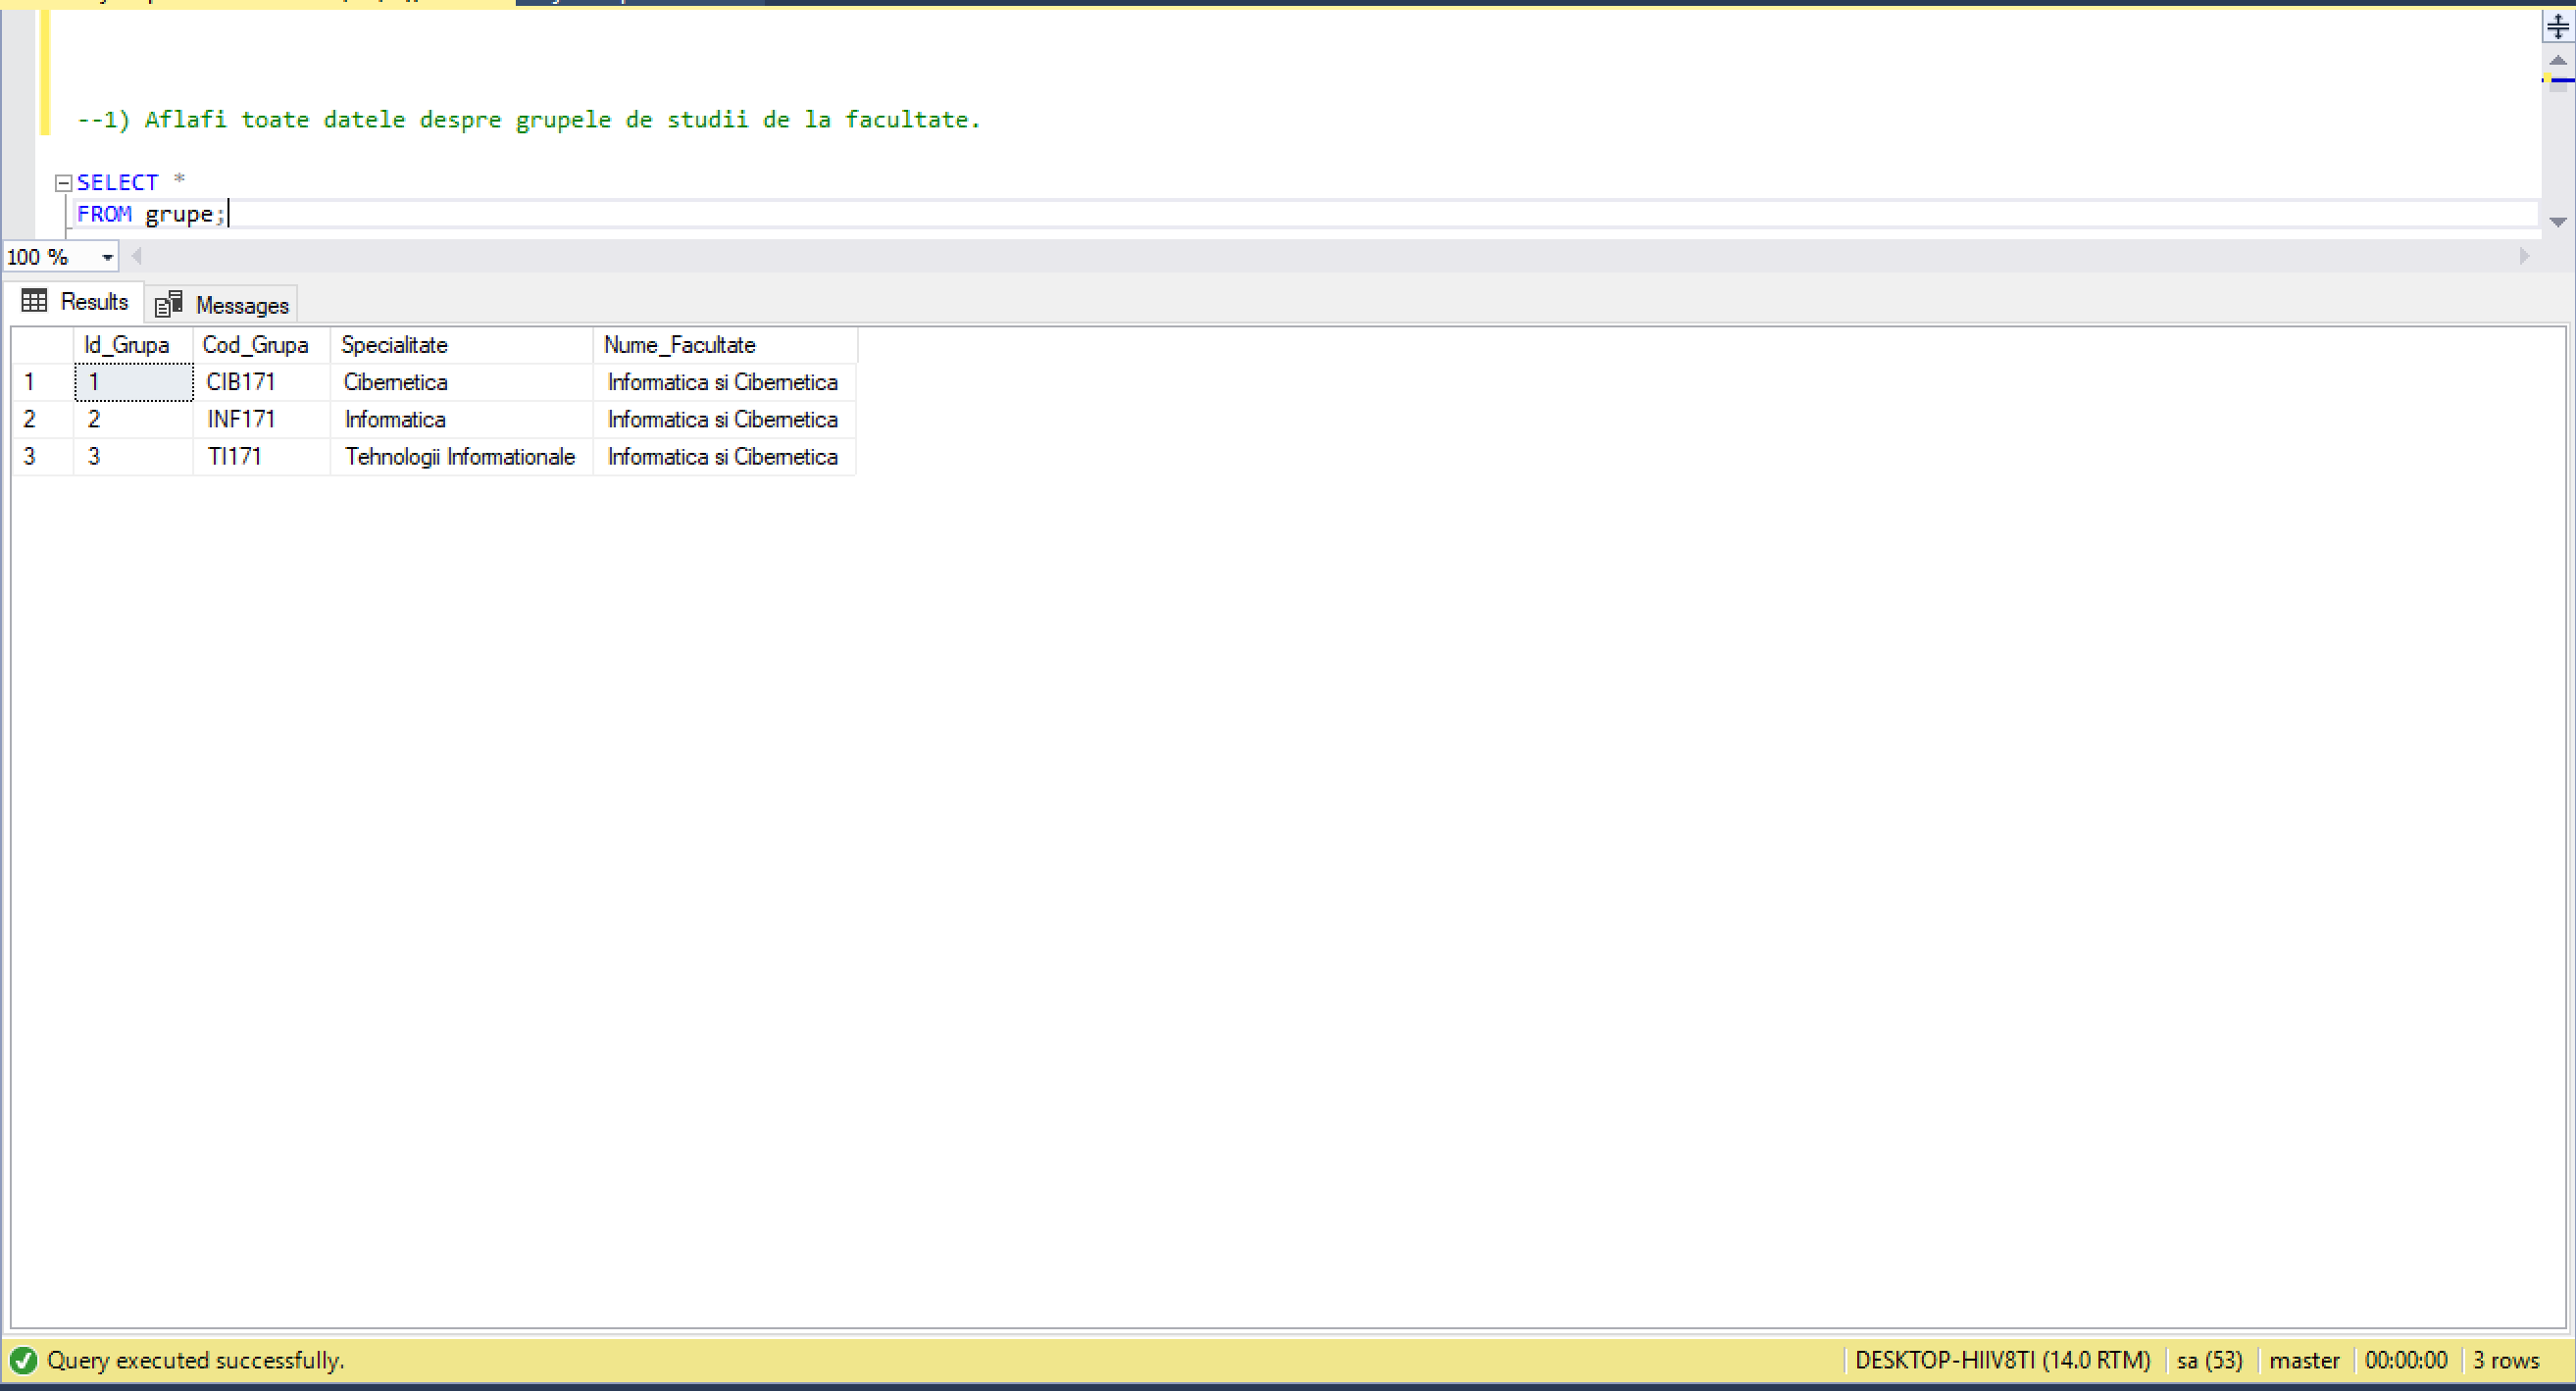 --1) Aflafi toate datele despre grupele de studii de la facultate.
SELECT *
FROM grupe;
100 %
Results Messages
Id_Grupa Cod_Grupa Specialitate Nume_Facultate
1 1 CIB171 Cibernetica Informatica si Cibernetica
2 2 INF171 Informatica Informatica si Cibernetica
3 3 TI171 Tehnologii Informationale Informatica si Cibernetica
Query executed successfully. DESKTOP-HIIV8TI (14.0 RTM) sa (53) master 00:00:00 3 rows